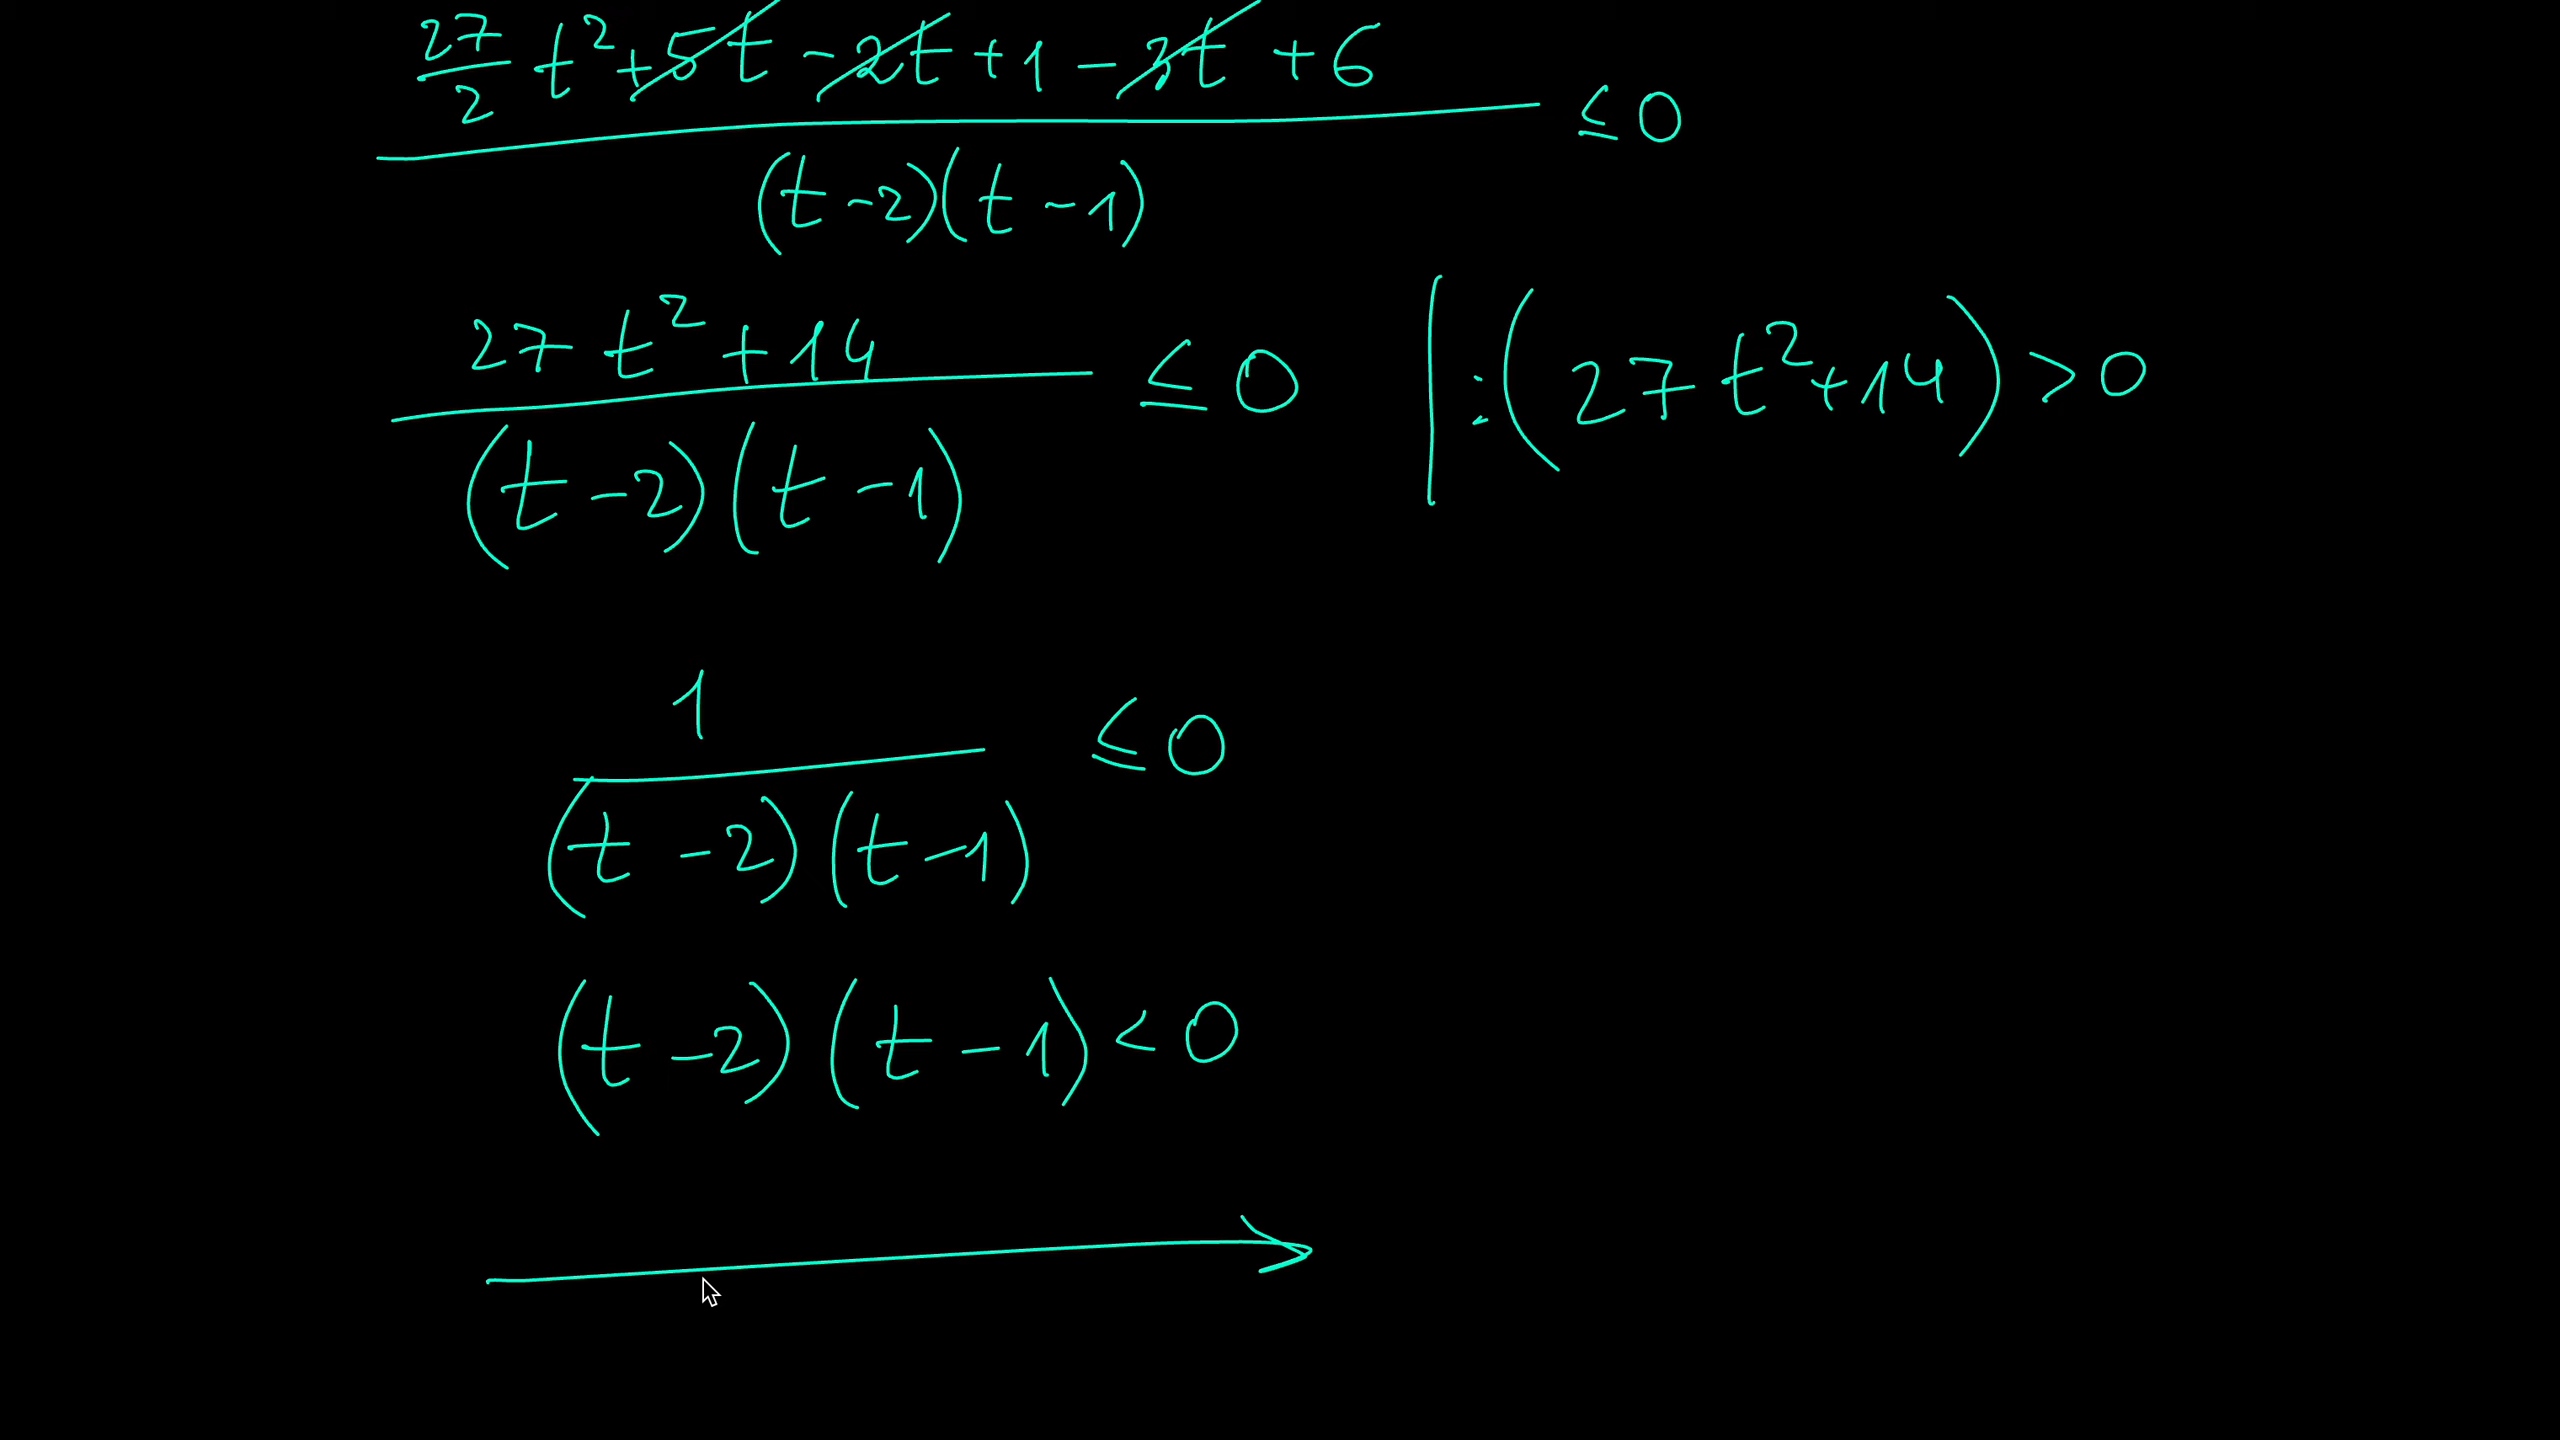 27/2 t² + 5t - 2t + 1 - 3t + 6 ≤ 0
(t - 2)(t - 1)
27t² + 14 ≤ 0 | : (27t² + 14) > 0
(t - 2)(t - 1)
1 ≤ 0
(t - 2)(t - 1)
(t - 2)(t - 1) < 0